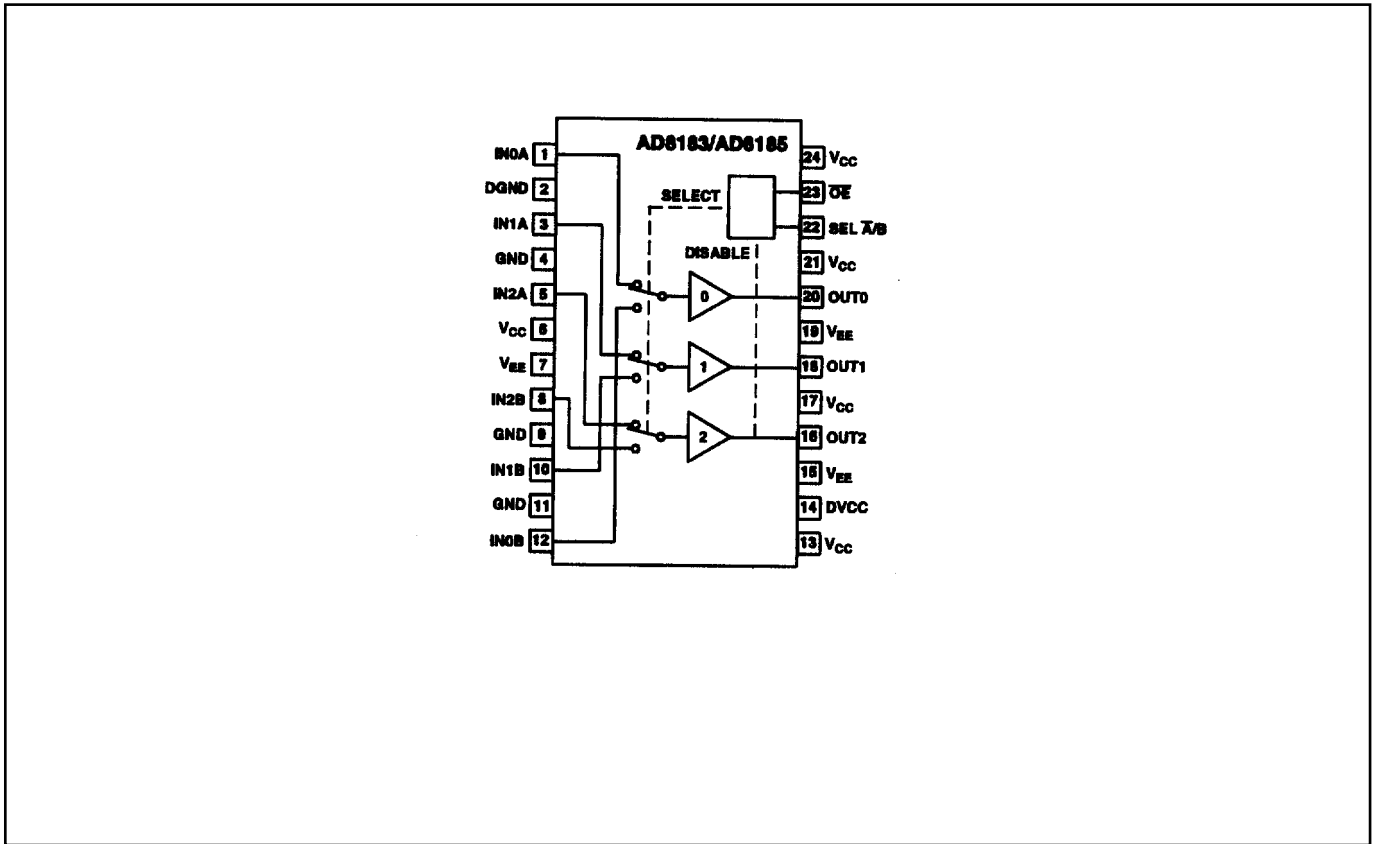 AD8183/AD8185
IN0A 1
DGND 2
IN1A 3
GND 4
IN2A 5
VCC 6
VEE 7
IN2B 8
GND 9
IN1B 10
GND 11
IN0B 12
24 VCC
23 O̅E̅
22 SEL A̅/B
21 VCC
20 OUT0
19 VEE
18 OUT1
17 VCC
16 OUT2
15 VEE
14 DVCC
13 VCC
SELECT
DISABLE
0
1
2